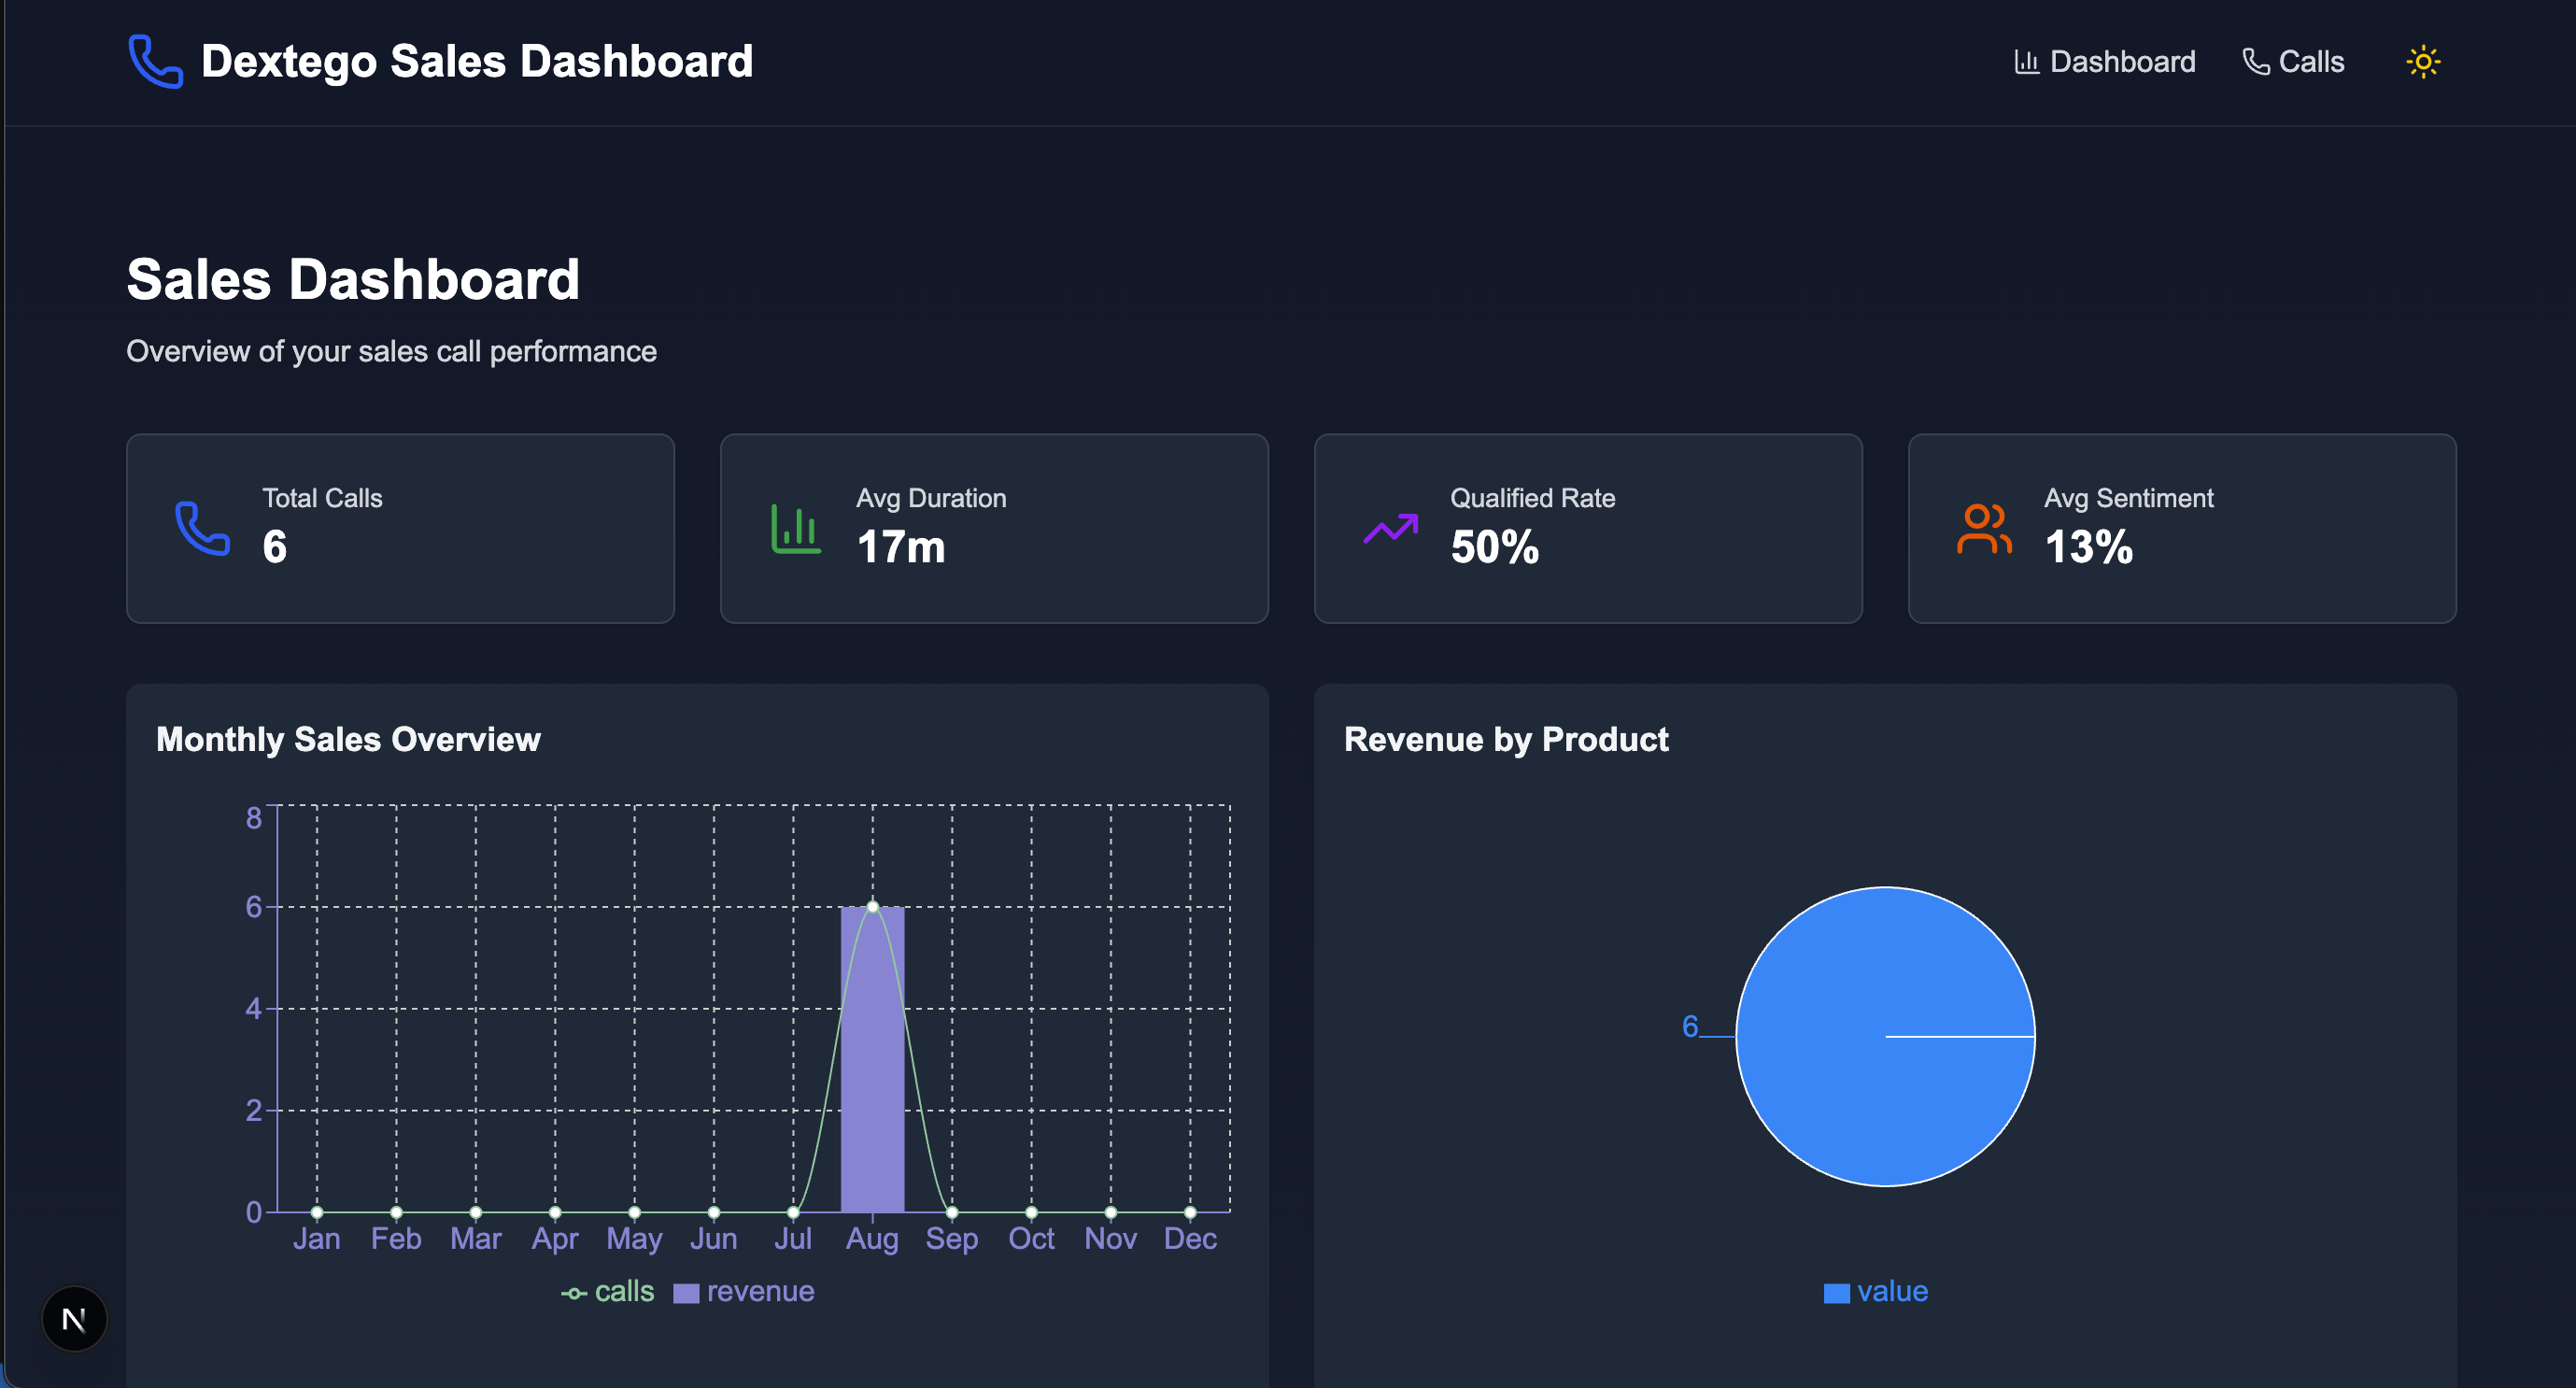 Dextego Sales Dashboard
Dashboard
Calls
Sales Dashboard
Overview of your sales call performance
Total Calls
6
Avg Duration
17m
Qualified Rate
50%
Avg Sentiment
13%
Monthly Sales Overview
8
6
4
2
0
Jan Feb Mar Apr May Jun Jul Aug Sep Oct Nov Dec
calls revenue
Revenue by Product
6
value
N